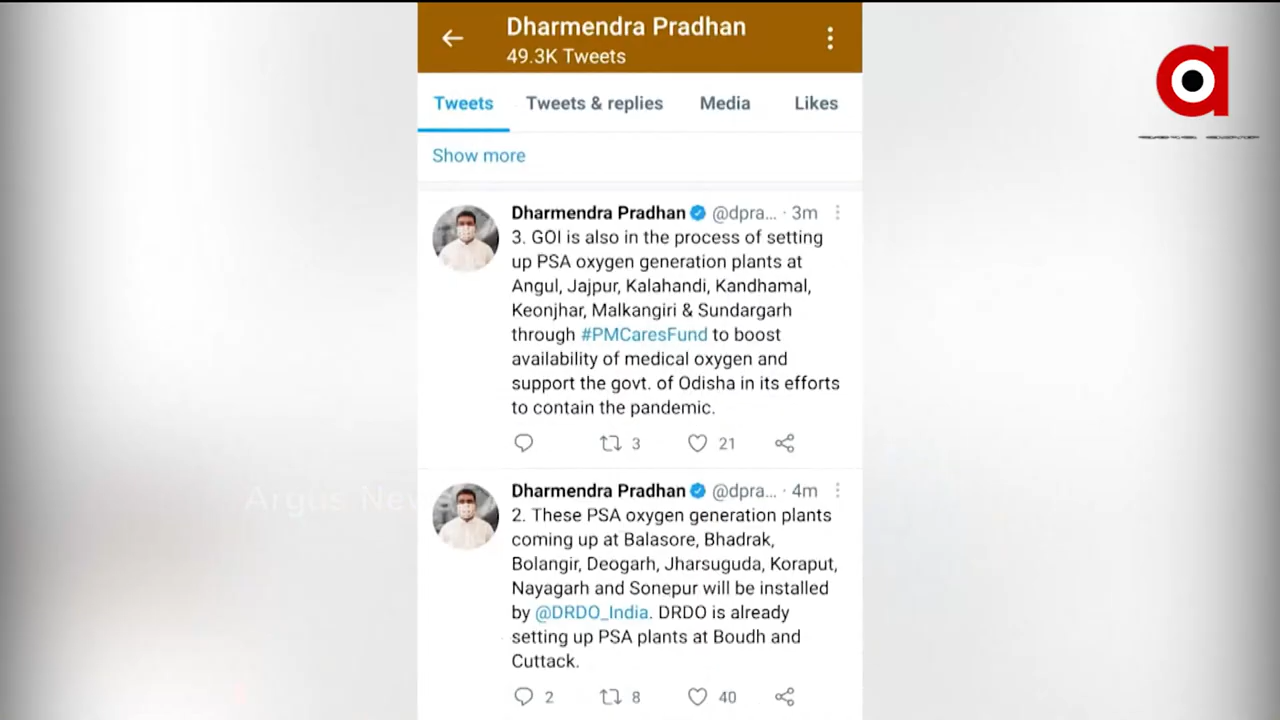 Dharmendra Pradhan
49.3K Tweets
Tweets Tweets & replies Media Likes
Show more
Dharmendra Pradhan @dpra... · 3m
3. GOI is also in the process of setting
up PSA oxygen generation plants at
Angul, Jajpur, Kalahandi, Kandhamal,
Keonjhar, Malkangiri & Sundargarh
through #PMCaresFund to boost
availability of medical oxygen and
support the govt. of Odisha in its efforts
to contain the pandemic.
3 21
Dharmendra Pradhan @dpra... · 4m
2. These PSA oxygen generation plants
coming up at Balasore, Bhadrak,
Bolangir, Deogarh, Jharsuguda, Koraput,
Nayagarh and Sonepur will be installed
by @DRDO_India. DRDO is already
setting up PSA plants at Boudh and
Cuttack.
2 8 40
Argus News